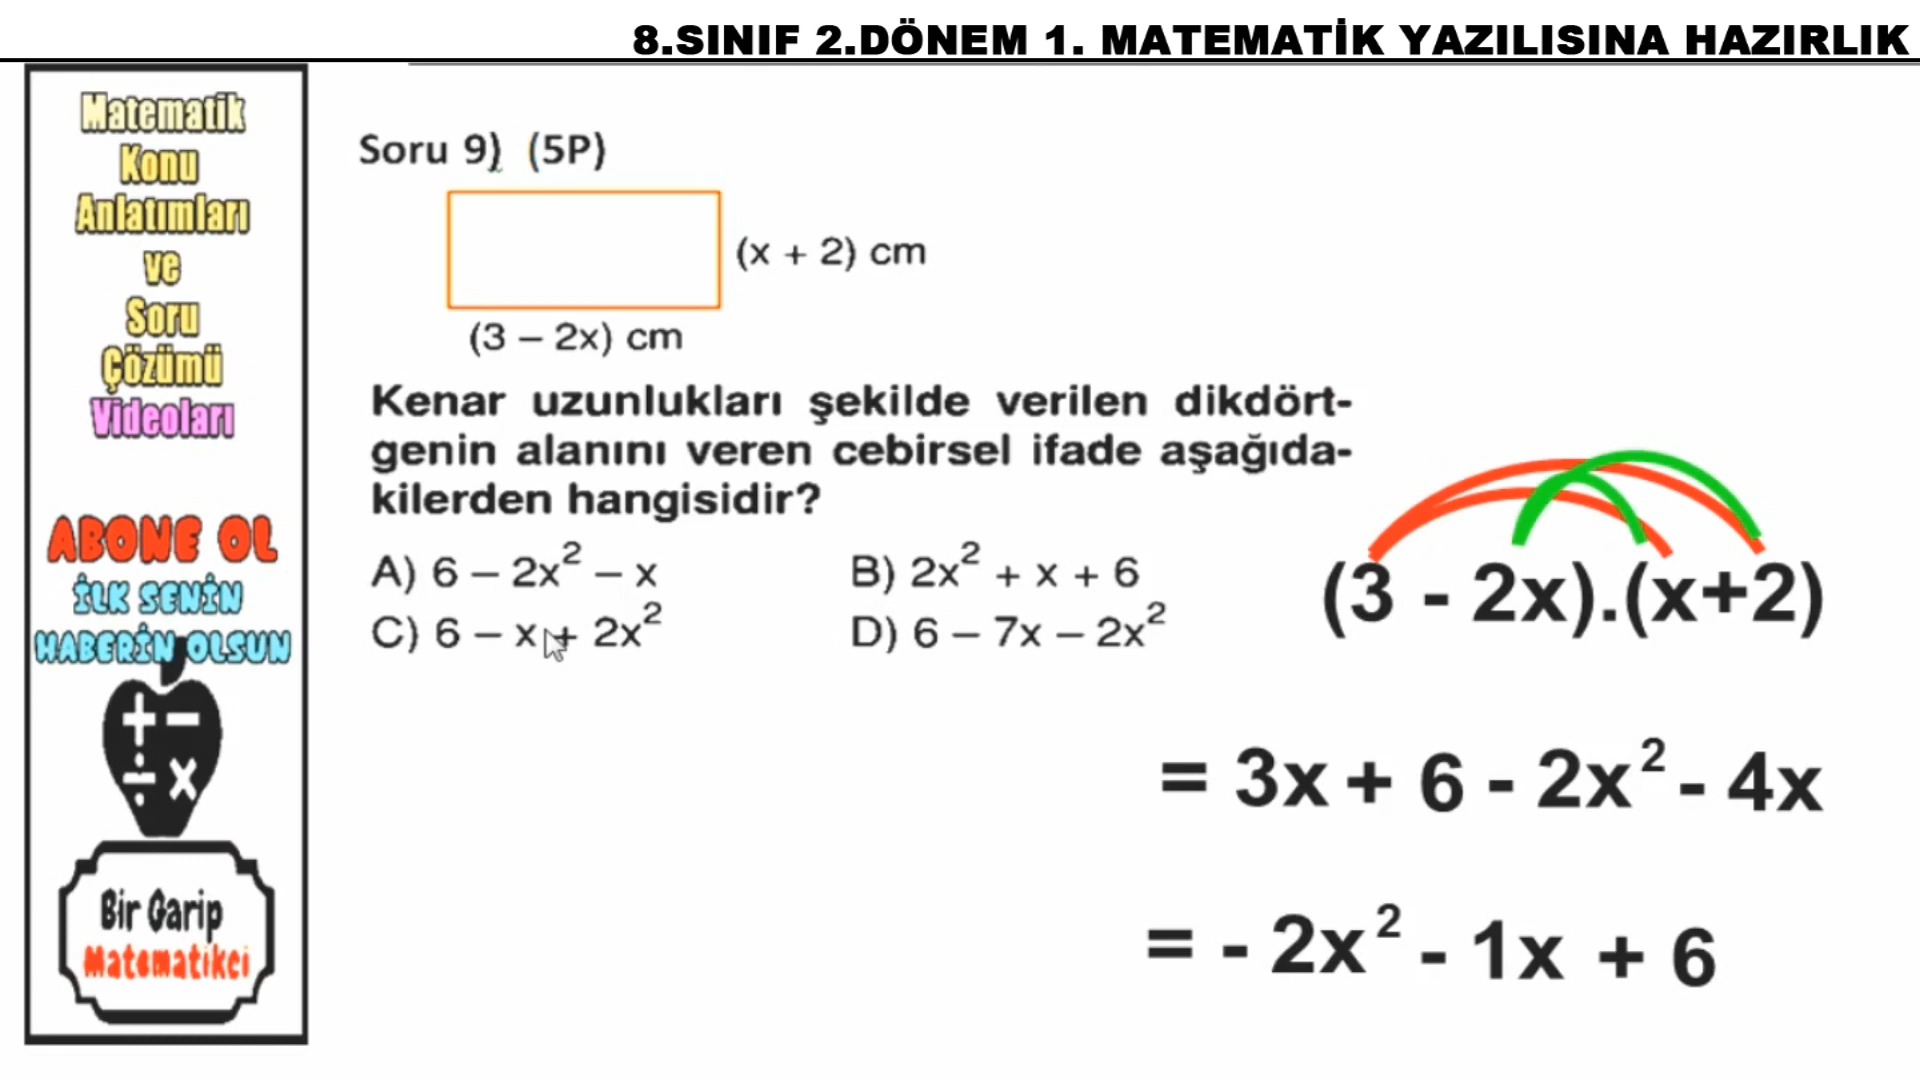 8.SINIF 2.DÖNEM 1. MATEMATİK YAZILISINA HAZIRLIK
Matematik
Konu
Anlatımları
ve
Soru
Çözümü
Videoları
ABONE OL
İLK SENİN
HABERİN OLSUN
+ −
÷ x
Bir Garip
Matematikci
Soru 9) (5P)
(x + 2) cm
(3 – 2x) cm
Kenar uzunlukları şekilde verilen dikdört-
genin alanını veren cebirsel ifade aşağıda-
kilerden hangisidir?
A) 6 – 2x² – x B) 2x² + x + 6
C) 6 – x + 2x² D) 6 – 7x – 2x²
(3 - 2x).(x+2)
= 3x + 6 - 2x² - 4x
= - 2x² - 1x + 6